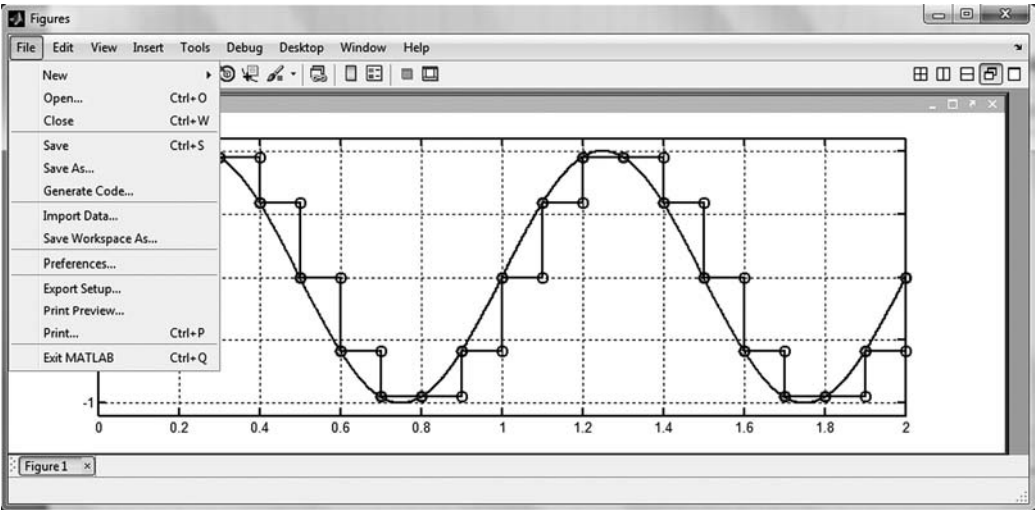 Figures
File Edit View Insert Tools Debug Desktop Window Help
New
Open... Ctrl+O
Close Ctrl+W
Save Ctrl+S
Save As...
Generate Code...
Import Data...
Save Workspace As...
Preferences...
Export Setup...
Print Preview...
Print... Ctrl+P
Exit MATLAB Ctrl+Q
-1
0 0.2 0.4 0.6 0.8 1 1.2 1.4 1.6 1.8 2
Figure 1